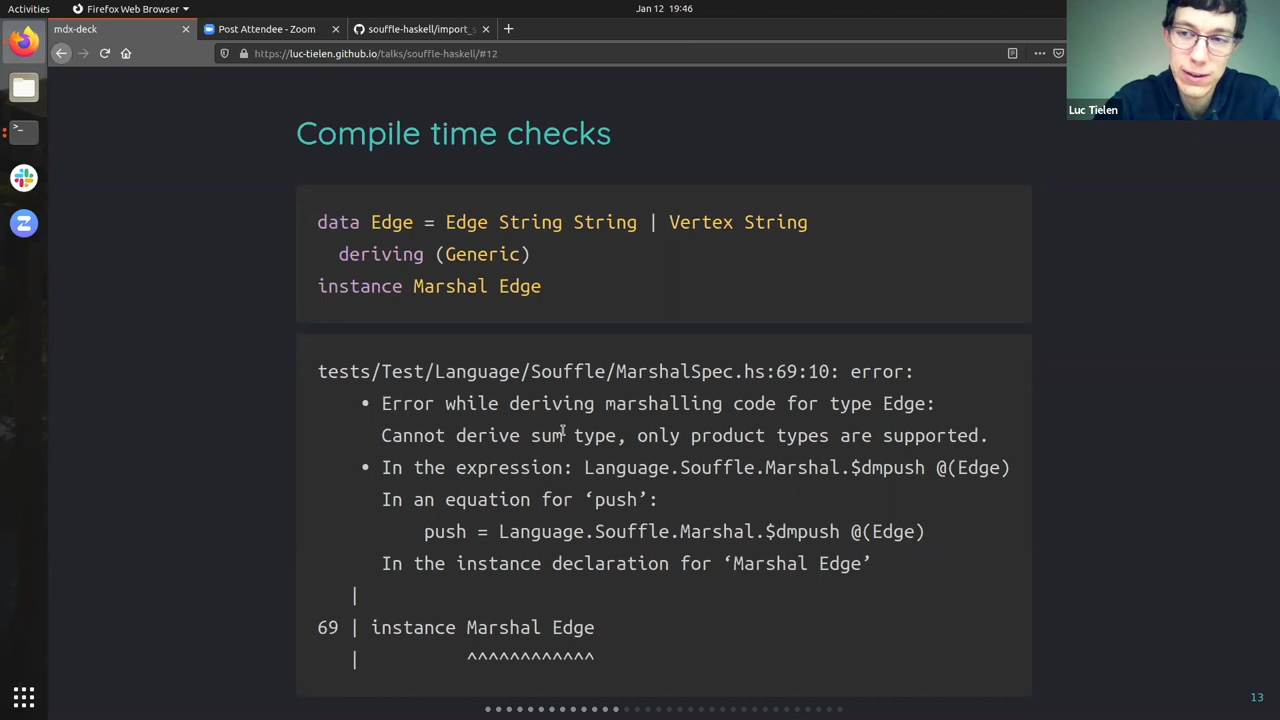 Activities
Firefox Web Browser
Jan 12 19:46
mdx-deck
Post Attendee - Zoom
souffle-haskell/import_s
https://luc-tielen.github.io/talks/souffle-haskell/#12
Luc Tielen
Compile time checks
data Edge = Edge String String | Vertex String
deriving (Generic)
instance Marshal Edge
tests/Test/Language/Souffle/MarshalSpec.hs:69:10: error:
• Error while deriving marshalling code for type Edge:
Cannot derive sum type, only product types are supported.
• In the expression: Language.Souffle.Marshal.$dmpush @(Edge)
In an equation for ‘push’:
push = Language.Souffle.Marshal.$dmpush @(Edge)
In the instance declaration for ‘Marshal Edge’
|
69 | instance Marshal Edge
| ^^^^^^^^^^^^
13